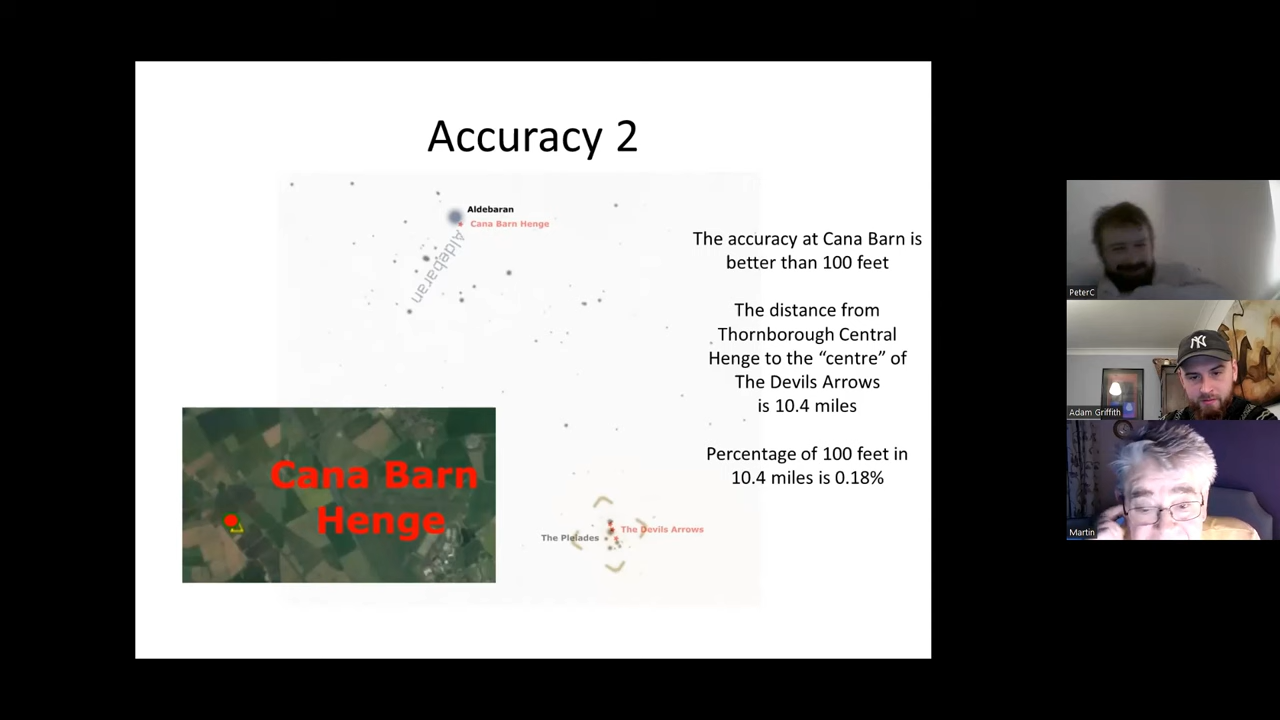 Accuracy 2
Aldebaran
Cana Barn Henge
Aldebaran
The accuracy at Cana Barn is
better than 100 feet
The distance from
Thornborough Central
Henge to the “centre” of
The Devils Arrows
is 10.4 miles
Percentage of 100 feet in
10.4 miles is 0.18%
Cana Barn
Henge
The Devils Arrows
The Pleiades
PeterC
NY
Adam Griffith
Martin